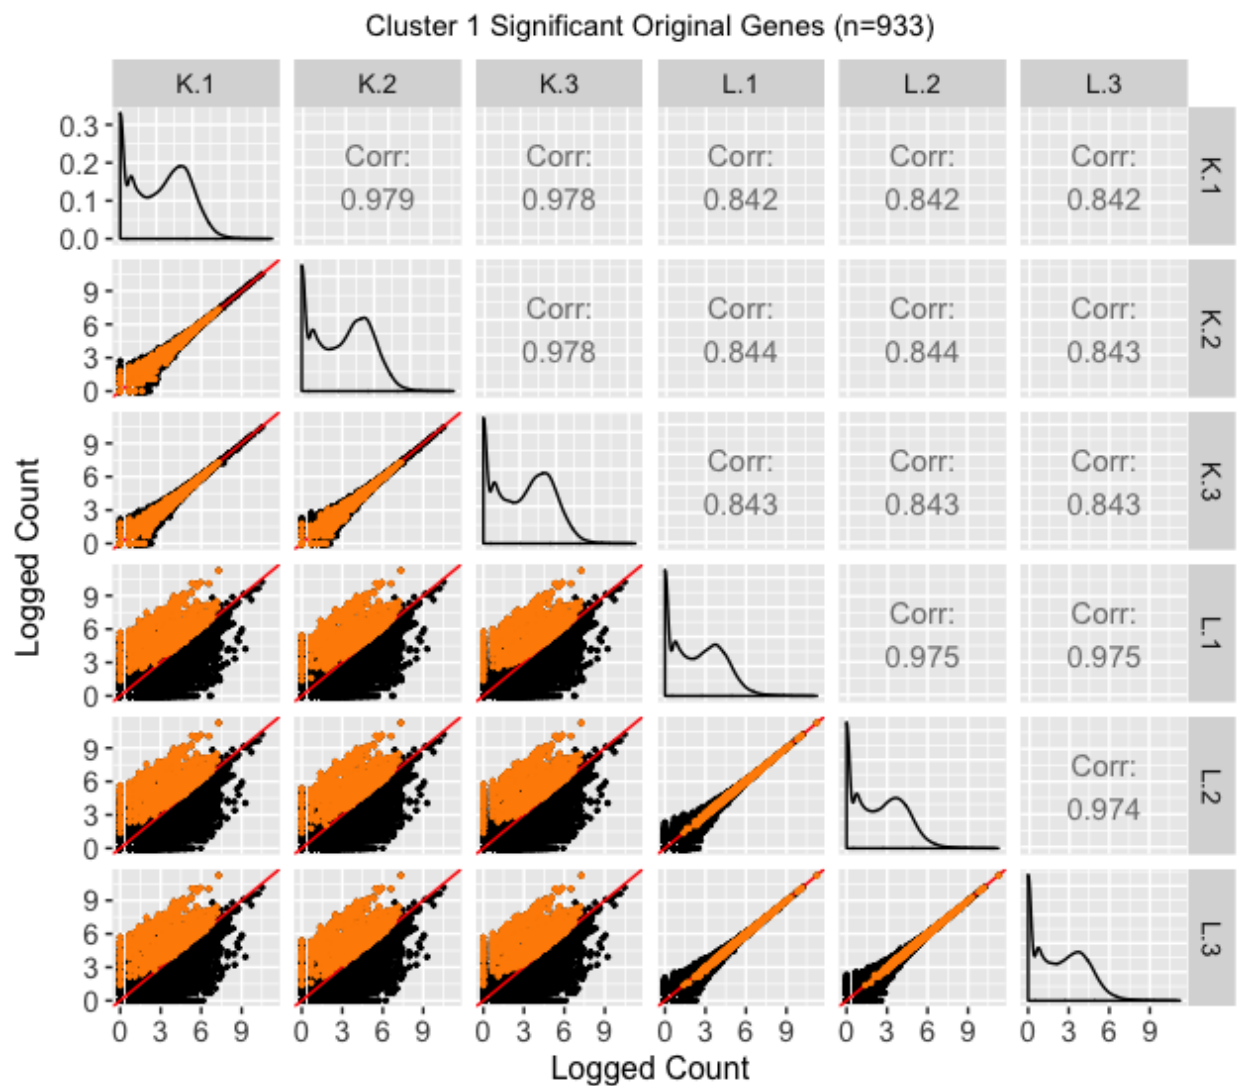 Cluster 1 Significant Original Genes (n=933)
K.1 K.2 K.3 L.1 L.2 L.3
0.3
0.2
0.1
0.0
Corr: Corr: Corr: Corr: Corr:
0.979 0.978 0.842 0.842 0.842
K.1
9
6
3
0
Corr: Corr: Corr: Corr:
0.978 0.844 0.844 0.843
K.2
9
6
3
0
Corr: Corr: Corr:
0.843 0.843 0.843
K.3
9
6
3
0
Corr: Corr:
0.975 0.975
L.1
9
6
3
0
Corr:
0.974
L.2
9
6
3
0
L.3
0 3 6 9 0 3 6 9 0 3 6 9 0 3 6 9 0 3 6 9 0 3 6 9
Logged Count
Logged Count